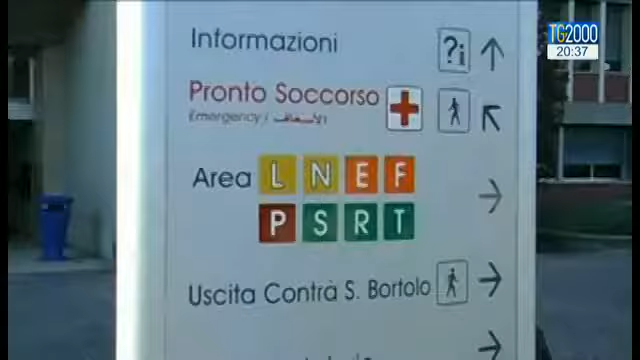 TG2000
20:37
Informazioni ?i
Pronto Soccorso
Emergency / الإسعاف
Area L N E F
P S R T
Uscita Contrà S. Bortolo